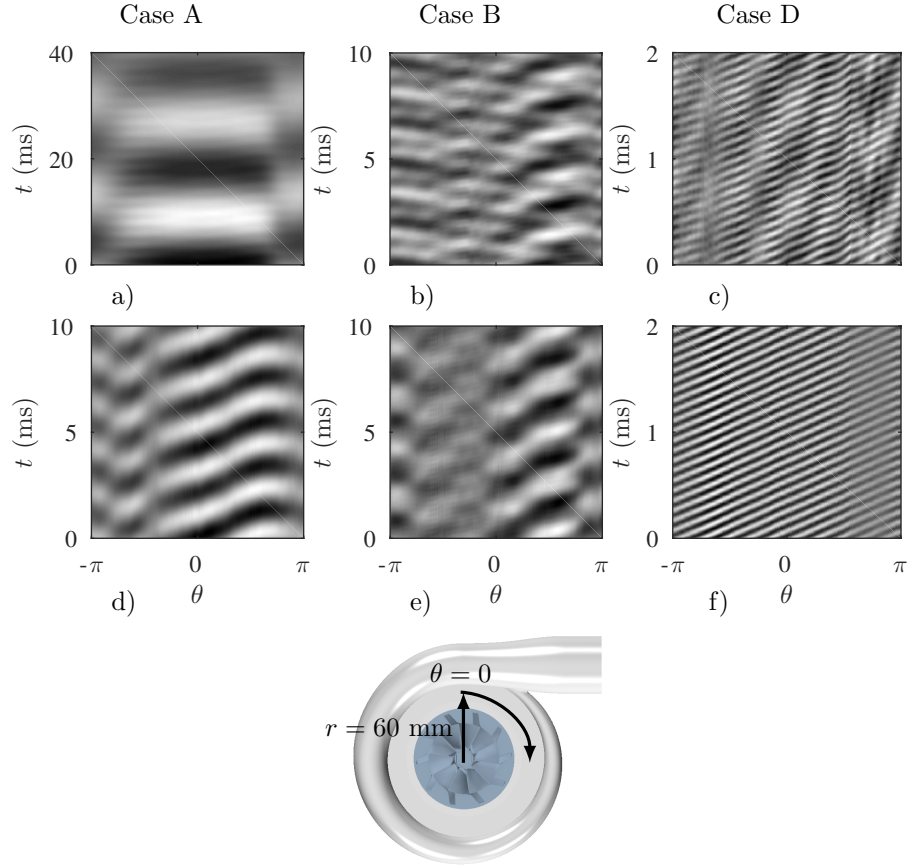 Case A Case B Case D
40
20
0
t (ms)
a)
10
5
0
t (ms)
b)
2
1
0
t (ms)
c)
10
5
0
t (ms)
-π 0 π
θ
d)
10
5
0
t (ms)
-π 0 π
θ
e)
2
1
0
t (ms)
-π 0 π
θ
f)
θ = 0
r = 60 mm